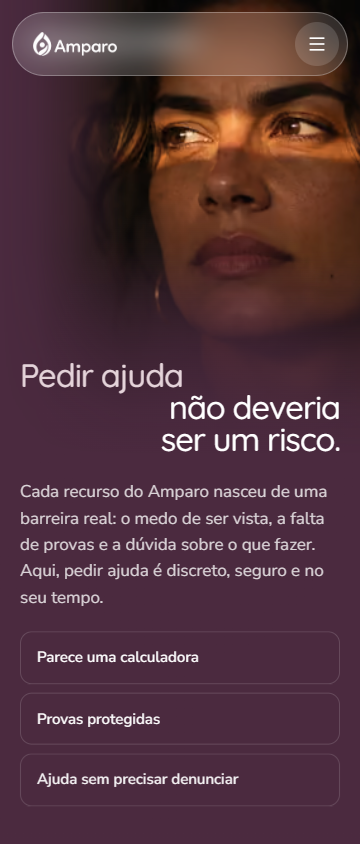 Amparo
Pedir ajuda
não deveria
ser um risco.
Cada recurso do Amparo nasceu de uma
barreira real: o medo de ser vista, a falta
de provas e a dúvida sobre o que fazer.
Aqui, pedir ajuda é discreto, seguro e no
seu tempo.
Parece uma calculadora
Provas protegidas
Ajuda sem precisar denunciar